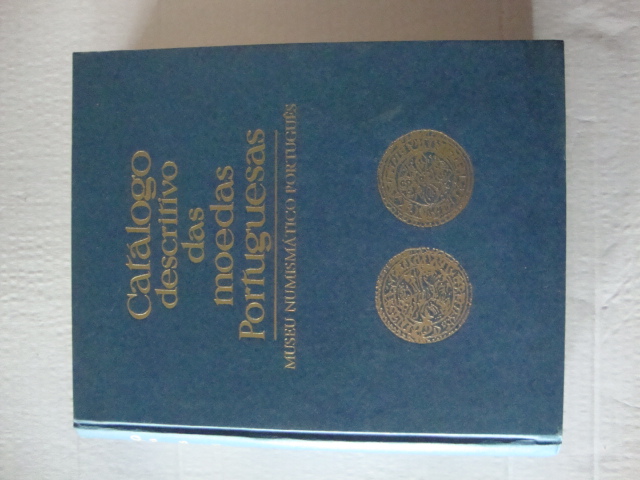 Catálogo
descritivo
das
moedas
Portuguesas
MUSEU NUMISMÁTICO PORTUGUÊS